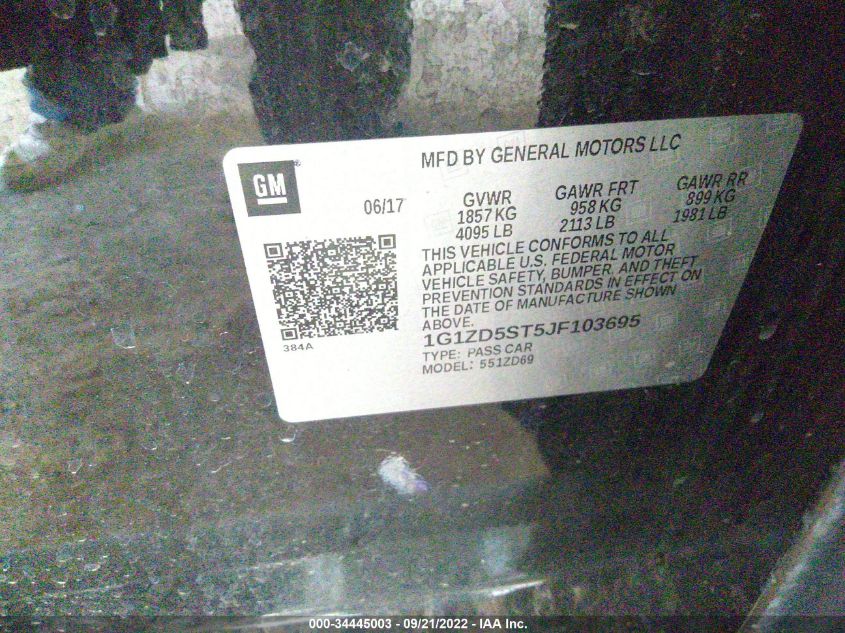 MFD BY GENERAL MOTORS LLC
GM
06/17
GVWR GAWR FRT GAWR RR
1857 KG 958 KG 899 KG
4095 LB 2113 LB 1981 LB
THIS VEHICLE CONFORMS TO ALL
APPLICABLE U.S. FEDERAL MOTOR
VEHICLE SAFETY, BUMPER, AND THEFT
PREVENTION STANDARDS IN EFFECT ON
THE DATE OF MANUFACTURE SHOWN
ABOVE.
1G1ZD5ST5JF103695
TYPE: PASS CAR
MODEL: 551ZD69
384A
000-34445003 - 09/21/2022 - IAA Inc.